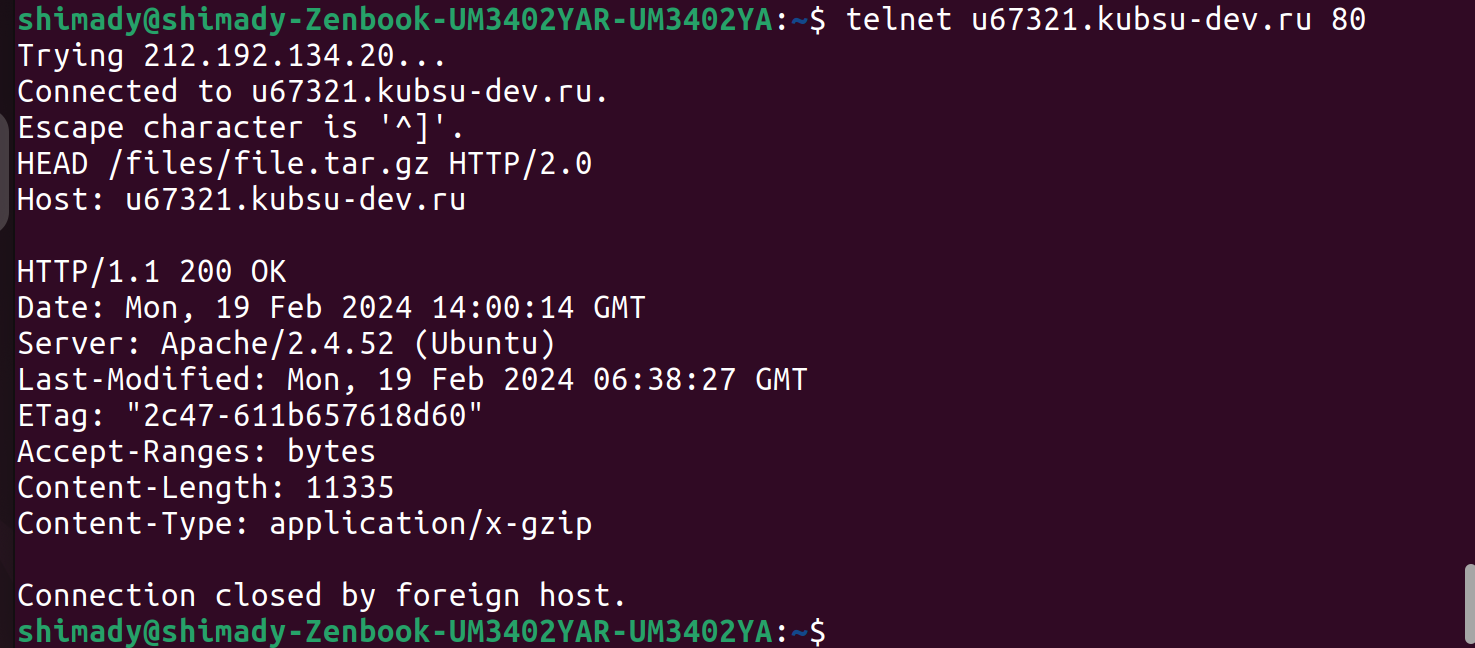 shimady@shimady-Zenbook-UM3402YAR-UM3402YA:~$ telnet u67321.kubsu-dev.ru 80
Trying 212.192.134.20...
Connected to u67321.kubsu-dev.ru.
Escape character is '^]'.
HEAD /files/file.tar.gz HTTP/2.0
Host: u67321.kubsu-dev.ru

HTTP/1.1 200 OK
Date: Mon, 19 Feb 2024 14:00:14 GMT
Server: Apache/2.4.52 (Ubuntu)
Last-Modified: Mon, 19 Feb 2024 06:38:27 GMT
ETag: "2c47-611b657618d60"
Accept-Ranges: bytes
Content-Length: 11335
Content-Type: application/x-gzip

Connection closed by foreign host.
shimady@shimady-Zenbook-UM3402YAR-UM3402YA:~$